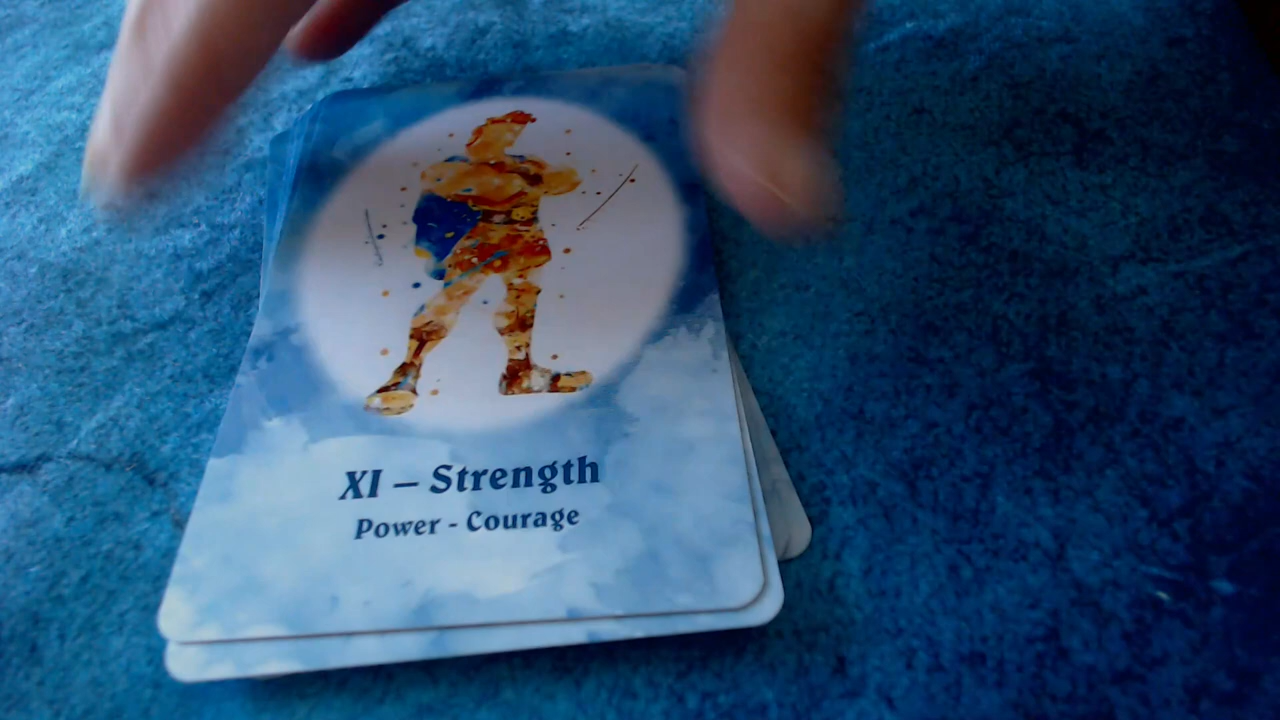 XI – Strength
Power - Courage